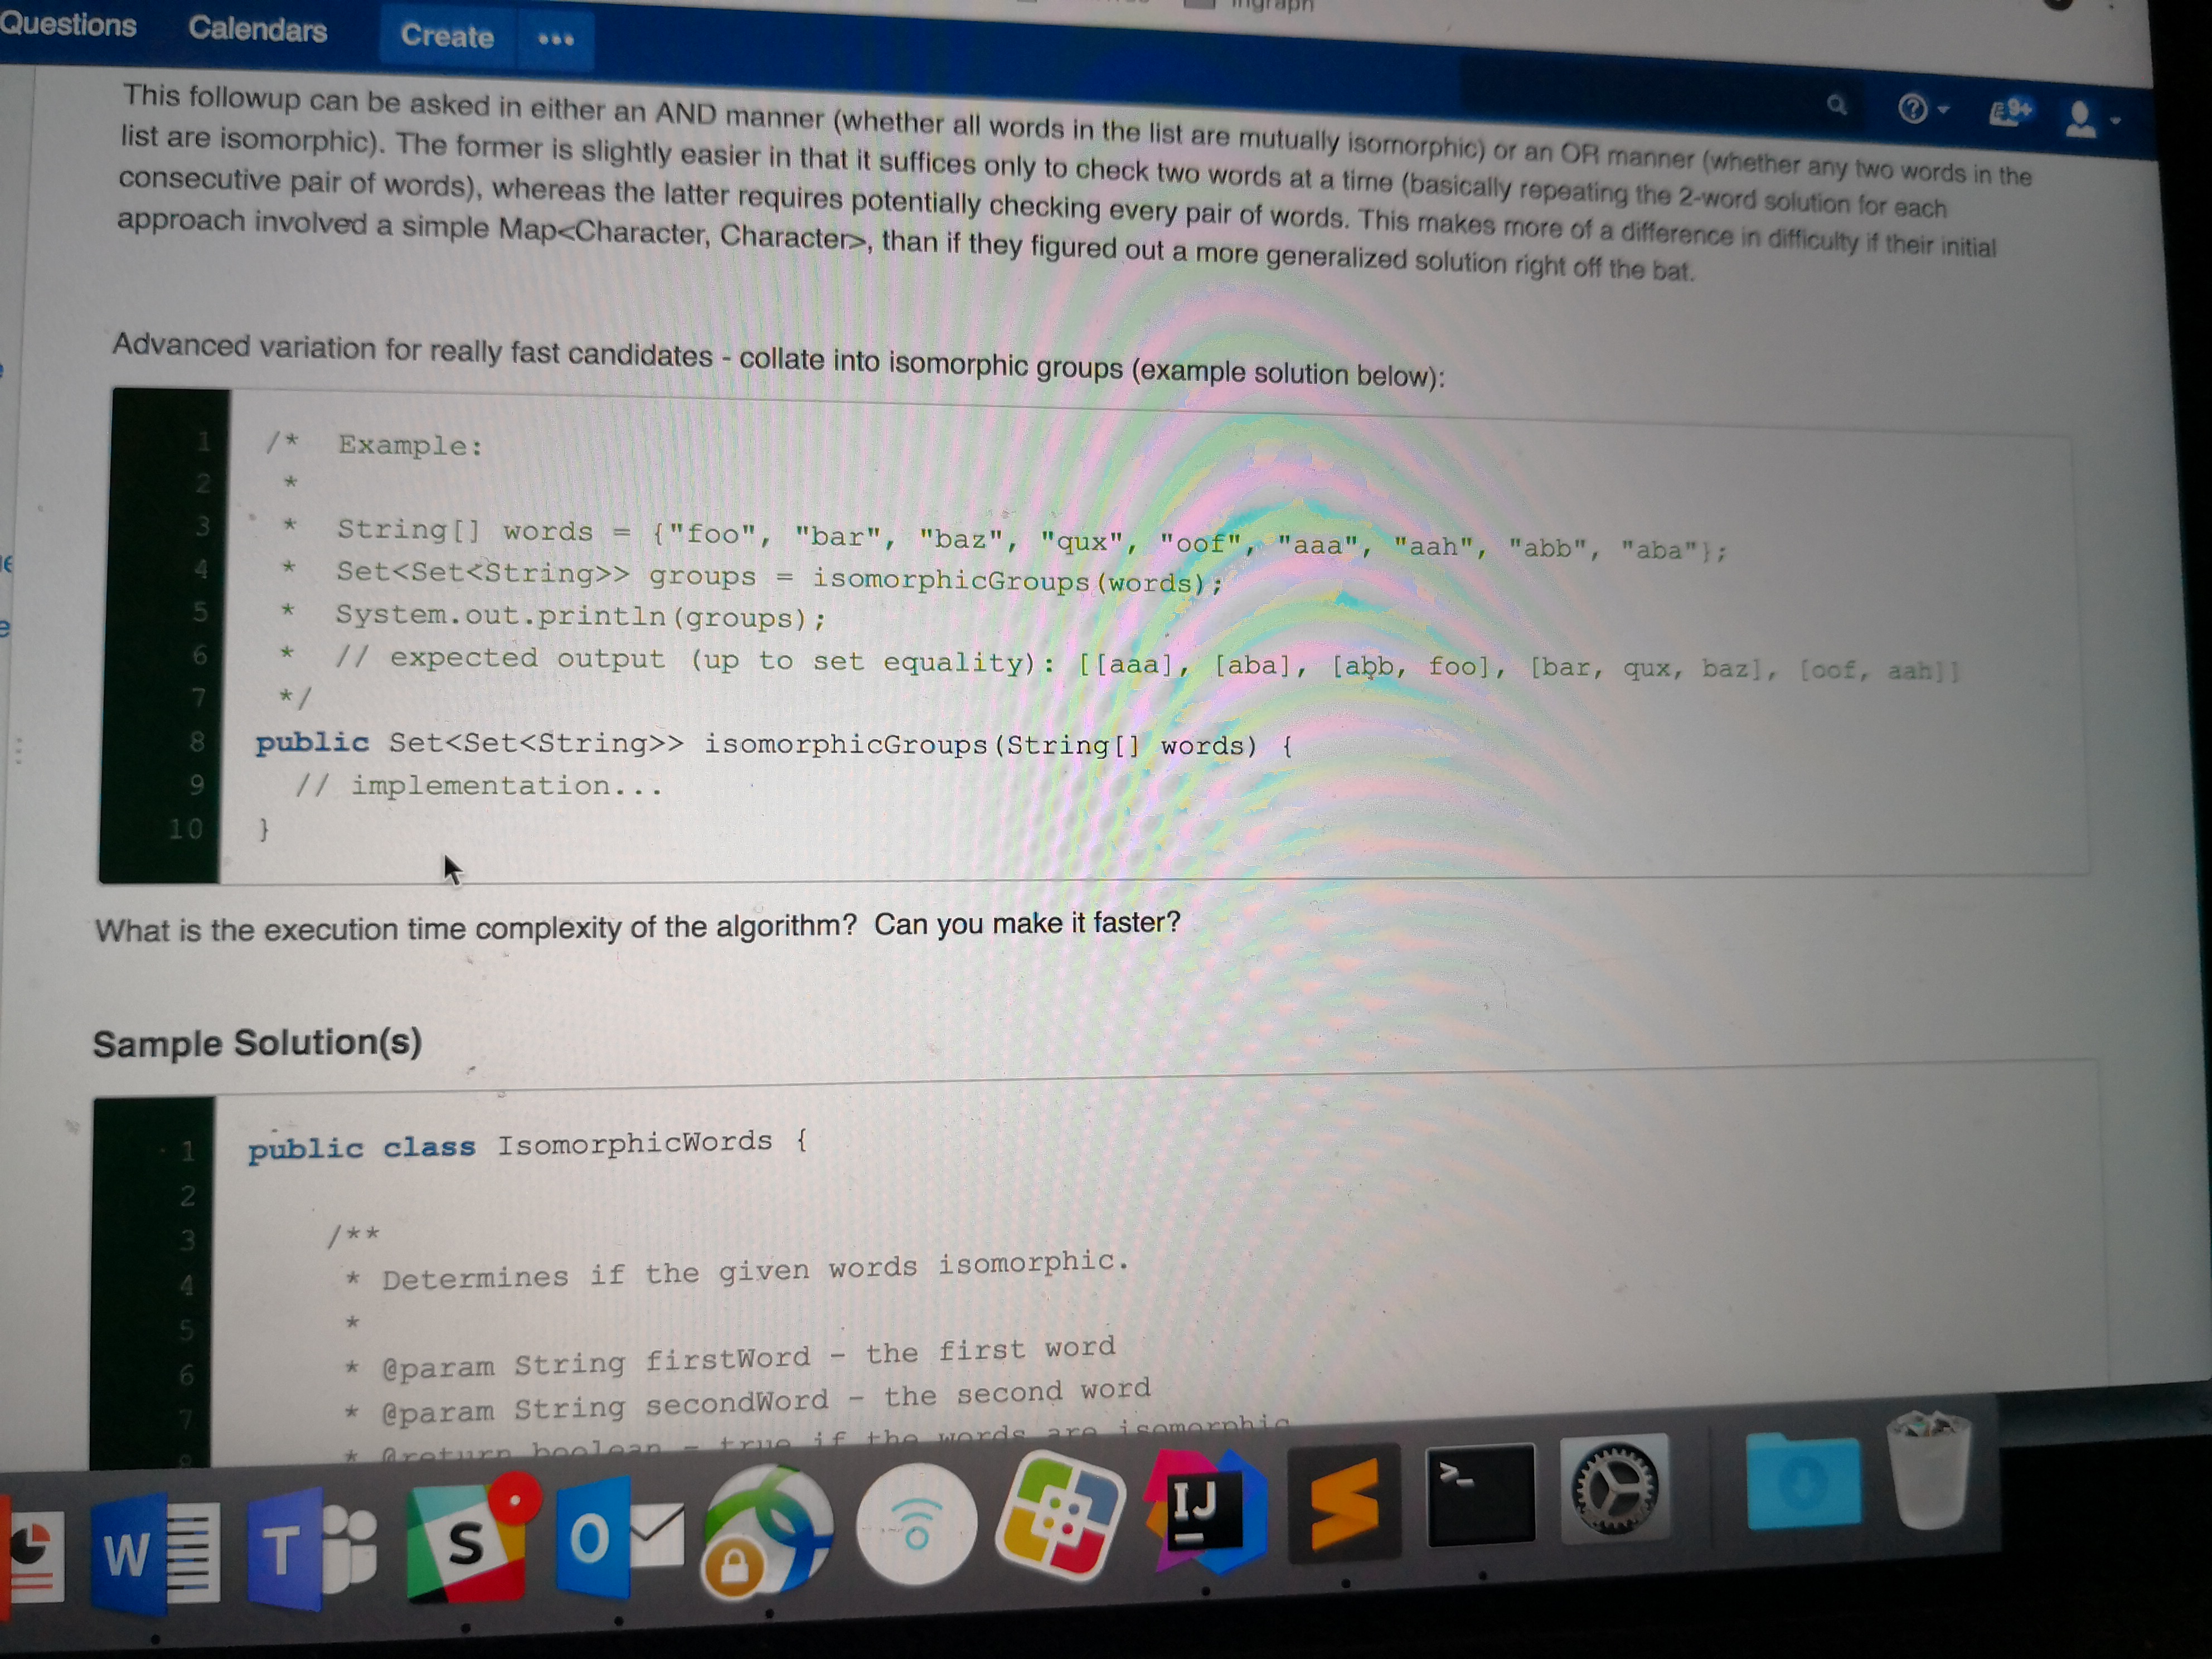 ingraph
Questions Calendars Create •••
9+
This followup can be asked in either an AND manner (whether all words in the list are mutually isomorphic) or an OR manner (whether any two words in the
list are isomorphic). The former is slightly easier in that it suffices only to check two words at a time (basically repeating the 2-word solution for each
consecutive pair of words), whereas the latter requires potentially checking every pair of words. This makes more of a difference in difficulty if their initial
approach involved a simple Map<Character, Character>, than if they figured out a more generalized solution right off the bat.
Advanced variation for really fast candidates - collate into isomorphic groups (example solution below):
1 /* Example:
2 *
3 * String[] words = {"foo", "bar", "baz", "qux", "oof", "aaa", "aah", "abb", "aba"};
4 * Set<Set<String>> groups = isomorphicGroups(words);
5 * System.out.println(groups);
6 * // expected output (up to set equality): [[aaa], [aba], [abb, foo], [bar, qux, baz], [oof, aah]]
7 */
8 public Set<Set<String>> isomorphicGroups(String[] words) {
9 // implementation...
10 }
What is the execution time complexity of the algorithm? Can you make it faster?
Sample Solution(s)
1 public class IsomorphicWords {
2
3 /**
4 * Determines if the given words isomorphic.
5 *
6 * @param String firstWord - the first word
7 * @param String secondWord - the second word
8 * @return boolean - true if the words are isomorphic
W T S O IJ >_